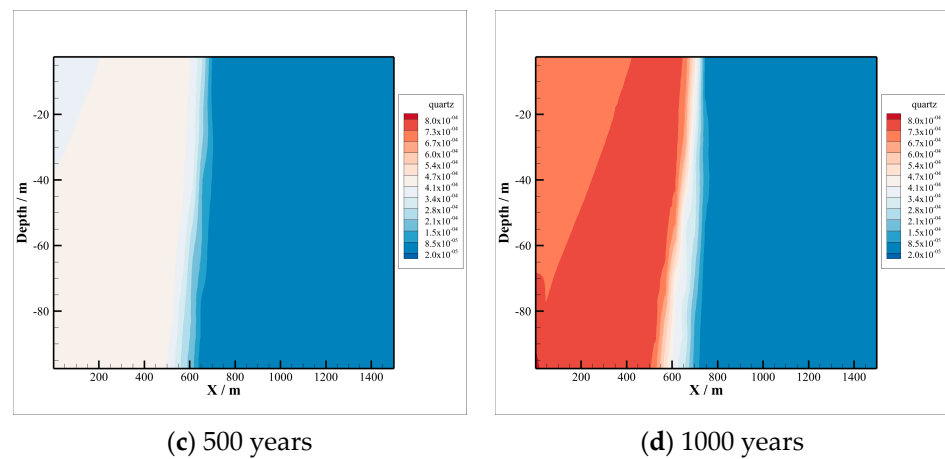 quartz
8.0x10⁻⁰⁴
7.3x10⁻⁰⁴
6.7x10⁻⁰⁴
6.0x10⁻⁰⁴
5.4x10⁻⁰⁴
4.7x10⁻⁰⁴
4.1x10⁻⁰⁴
3.4x10⁻⁰⁴
2.8x10⁻⁰⁴
2.1x10⁻⁰⁴
1.5x10⁻⁰⁴
8.5x10⁻⁰⁵
2.0x10⁻⁰⁵
Depth / m
-20
-40
-60
-80
200 400 600 800 1000 1200 1400
X / m
(c) 500 years
quartz
8.0x10⁻⁰⁴
7.3x10⁻⁰⁴
6.7x10⁻⁰⁴
6.0x10⁻⁰⁴
5.4x10⁻⁰⁴
4.7x10⁻⁰⁴
4.1x10⁻⁰⁴
3.4x10⁻⁰⁴
2.8x10⁻⁰⁴
2.1x10⁻⁰⁴
1.5x10⁻⁰⁴
8.5x10⁻⁰⁵
2.0x10⁻⁰⁵
Depth / m
-20
-40
-60
-80
200 400 600 800 1000 1200 1400
X / m
(d) 1000 years